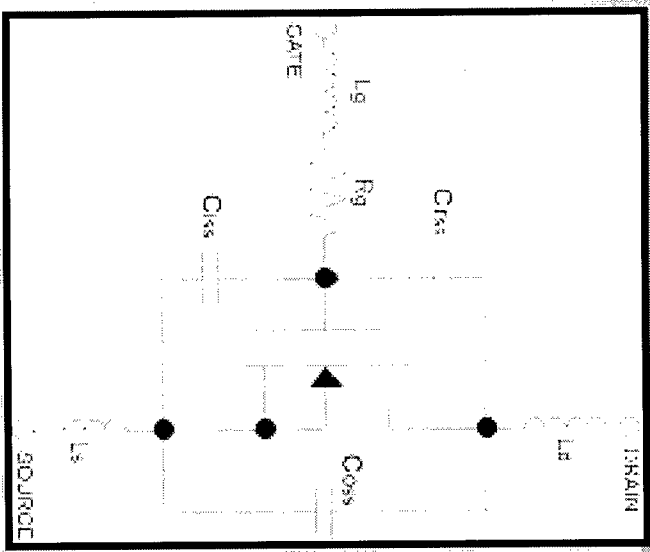 GATE
Lg
Rg
Crss
Ciss
Coss
Ls
Ld
SOURCE
DRAIN